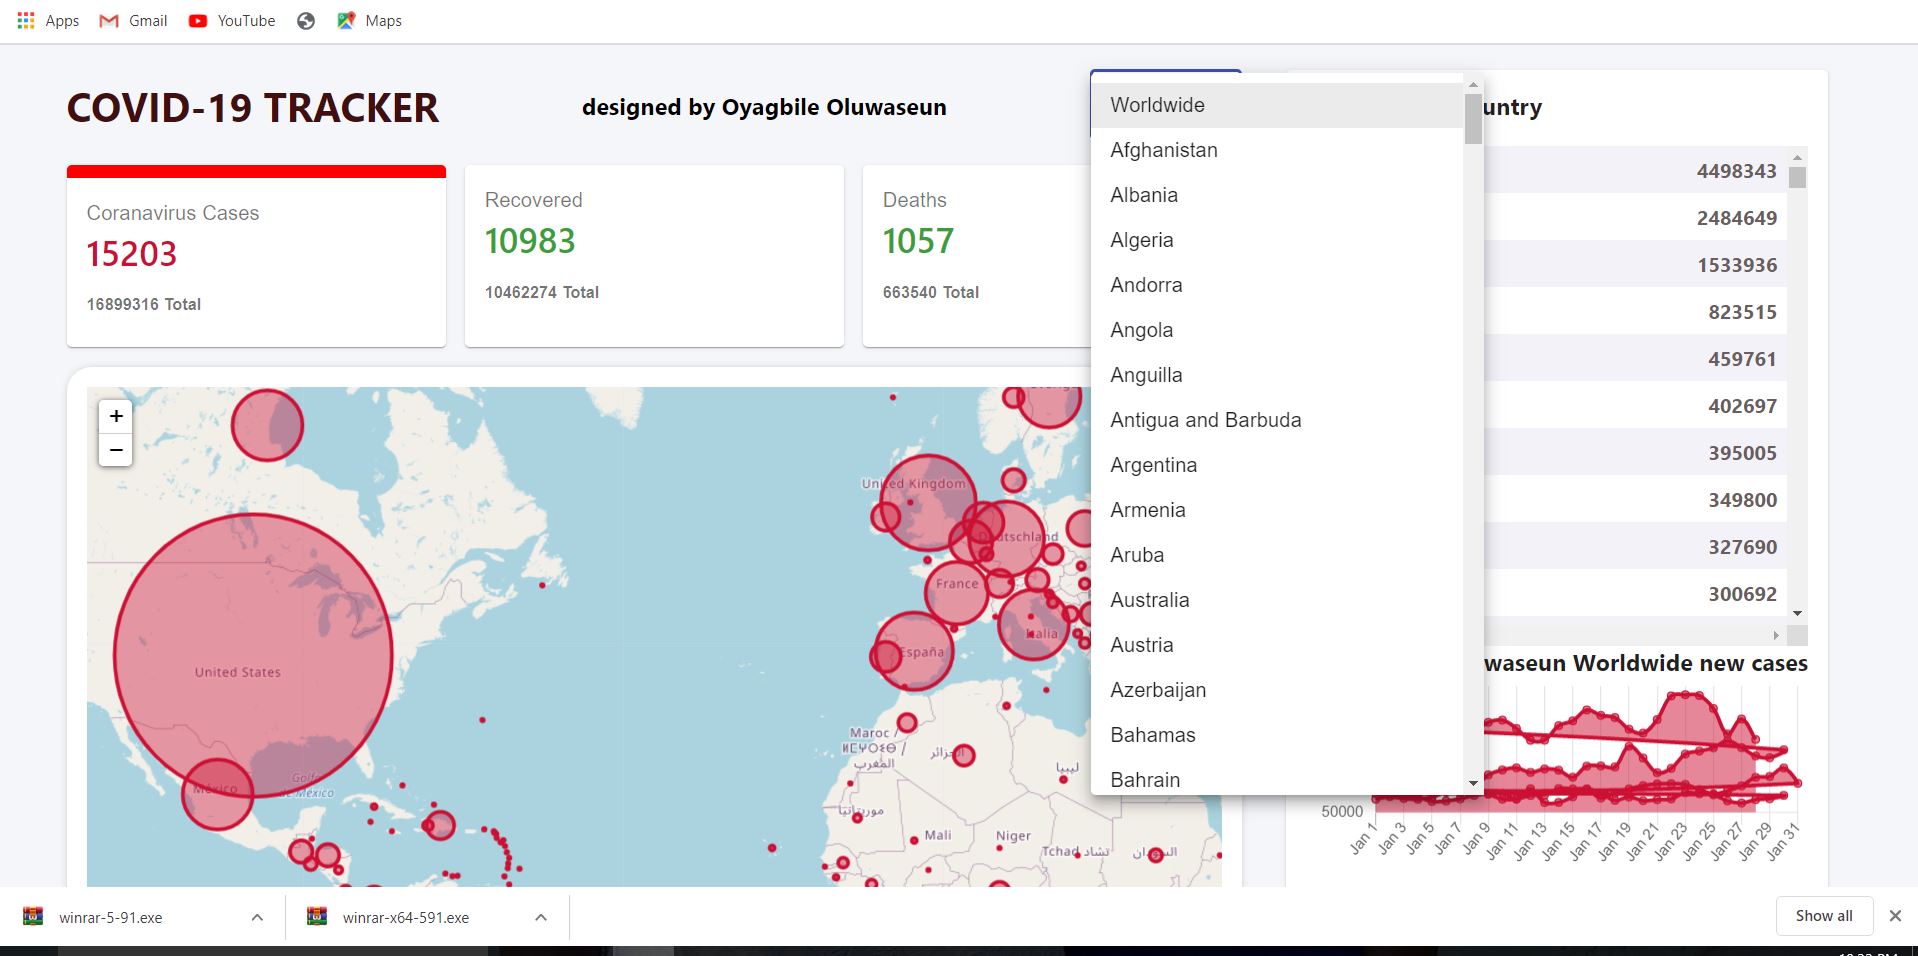 Apps Gmail YouTube Maps
COVID-19 TRACKER
designed by Oyagbile Oluwaseun
Coranavirus Cases
15203
16899316 Total
Recovered
10983
10462274 Total
Deaths
1057
663540 Total
Worldwide
Afghanistan
Albania
Algeria
Andorra
Angola
Anguilla
Antigua and Barbuda
Argentina
Armenia
Aruba
Australia
Austria
Azerbaijan
Bahamas
Bahrain
untry
4498343
2484649
1533936
823515
459761
402697
395005
349800
327690
300692
waseun Worldwide new cases
50000
Jan 1 Jan 3 Jan 5 Jan 7 Jan 9 Jan 11 Jan 13 Jan 15 Jan 17 Jan 19 Jan 21 Jan 23 Jan 25 Jan 27 Jan 29 Jan 31
+
−
United Kingdom
Deutschland
France
Italia
España
United States
Golfo
de México
México
Maroc /
ⵍⵎⵖⵔⵉⴱ /
المغرب
الجزائر
ليبيا
موريتانيا
Mali
Niger
Tchad تشاد
السودان
winrar-5-91.exe
winrar-x64-591.exe
Show all